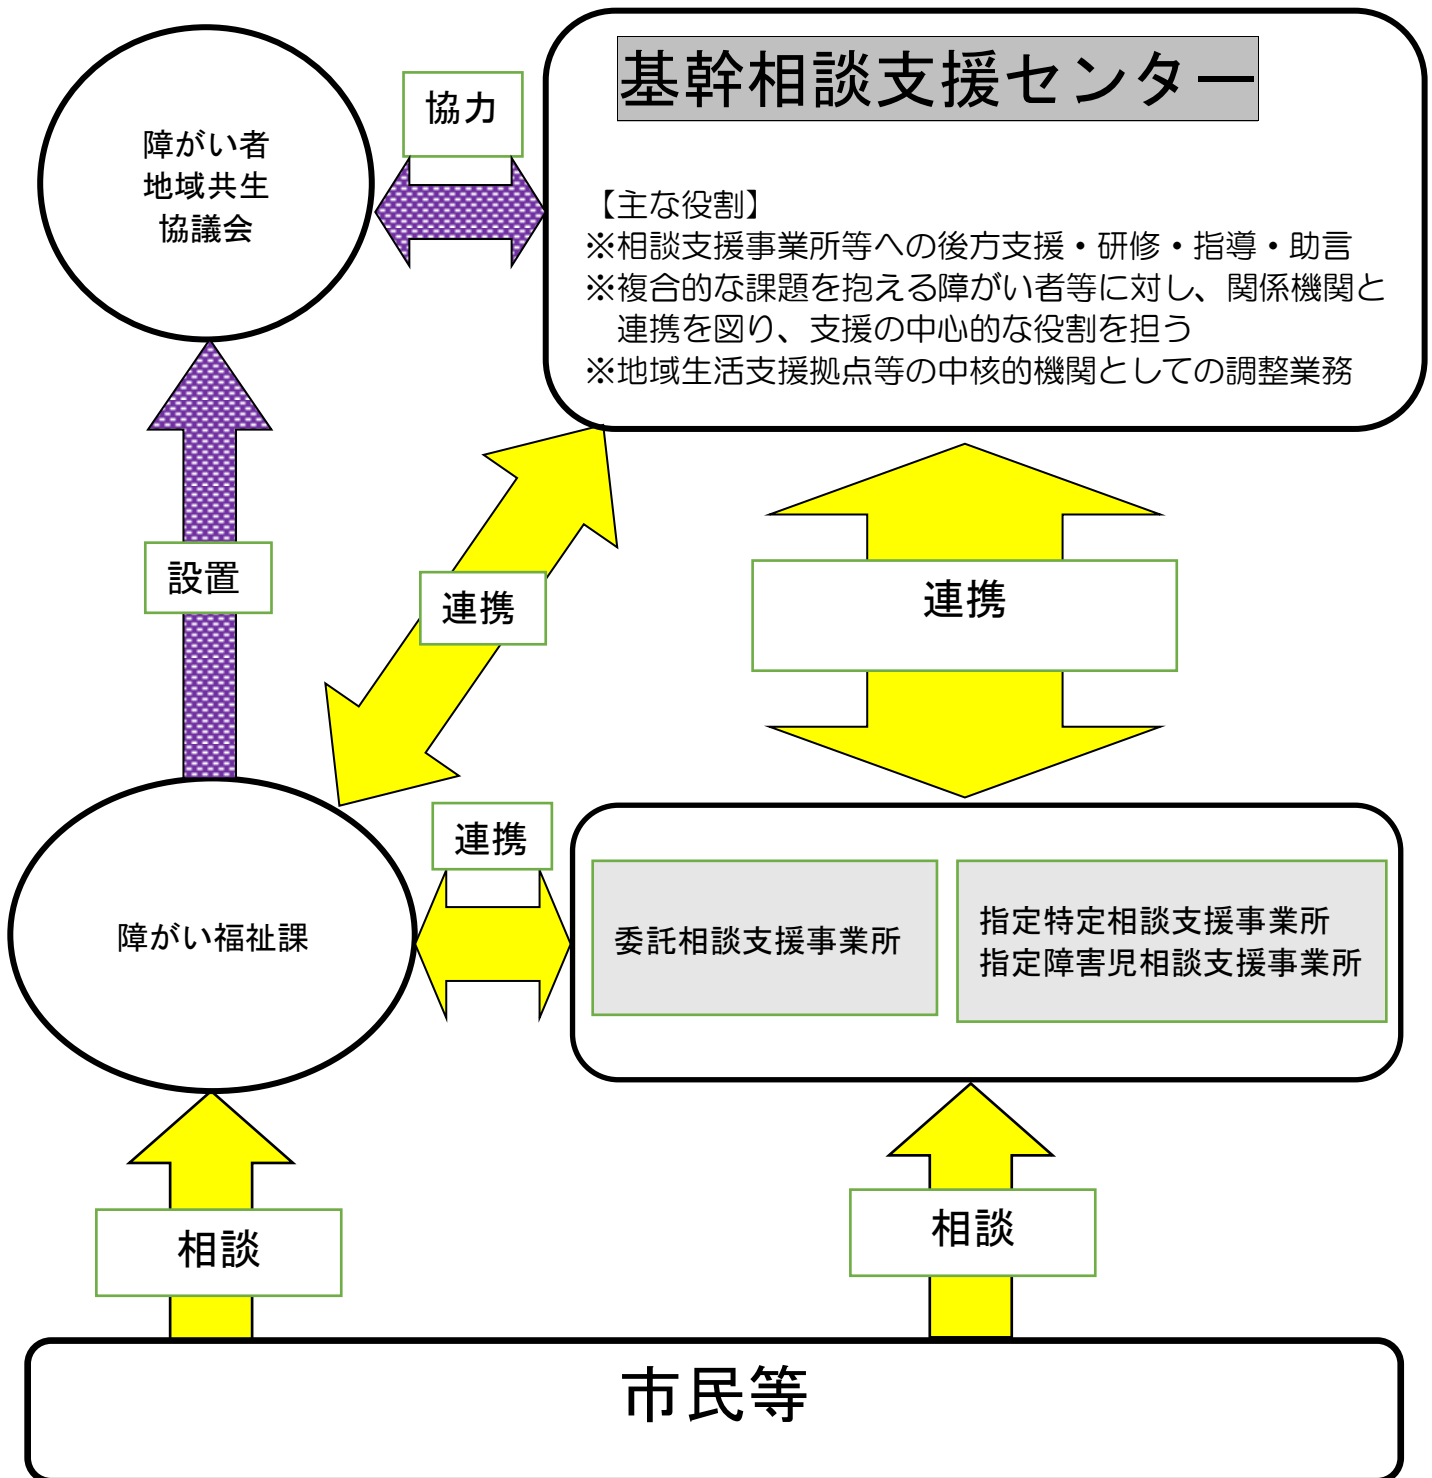 基幹相談支援センター
協力
障がい者
地域共生
協議会
【主な役割】
※相談支援事業所等への後方支援・研修・指導・助言
※複合的な課題を抱える障がい者等に対し、関係機関と
連携を図り、支援の中心的な役割を担う
※地域生活支援拠点等の中核的機関としての調整業務
設置
連携
連携
連携
障がい福祉課
委託相談支援事業所
指定特定相談支援事業所
指定障害児相談支援事業所
相談
相談
市民等